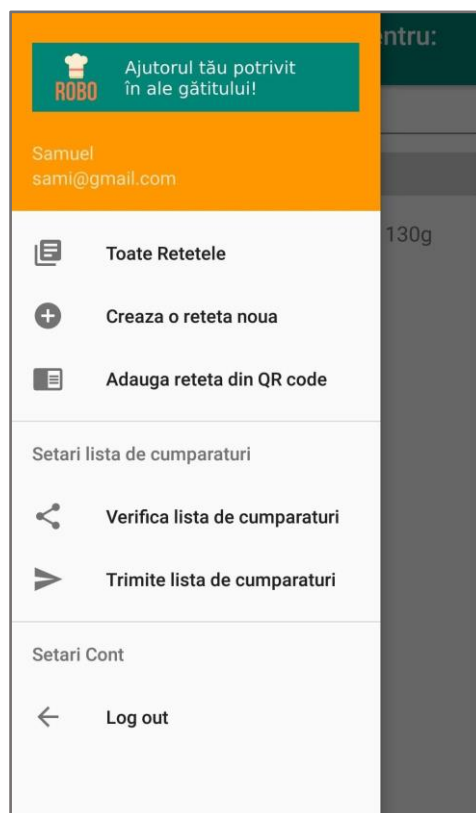 ntru:
ROBO
Ajutorul tău potrivit
în ale gătitului!
Samuel
sami@gmail.com
130g
Toate Retetele
Creaza o reteta noua
Adauga reteta din QR code
Setari lista de cumparaturi
Verifica lista de cumparaturi
Trimite lista de cumparaturi
Setari Cont
Log out